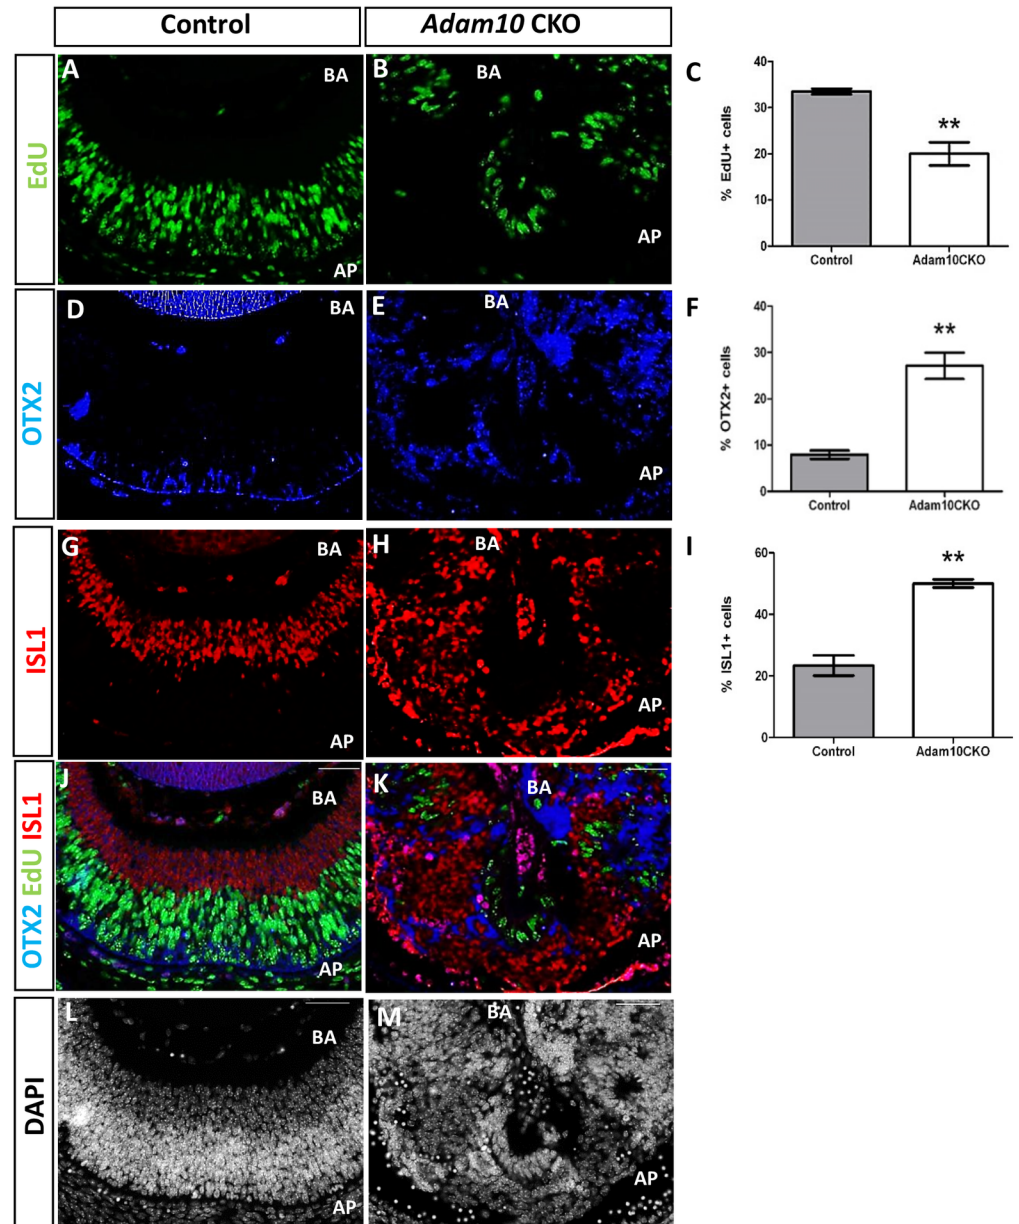 Control
Adam10 CKO
EdU
A
BA
AP
B
BA
AP
C
% EdU+ cells
40
30
20
10
0
**
Control
Adam10CKO
OTX2
D
BA
E
BA
AP
F
% OTX2+ cells
40
30
20
10
0
**
Control
Adam10CKO
ISL1
G
BA
AP
H
BA
AP
I
% ISL1+ cells
60
40
20
0
**
Control
Adam10CKO
OTX2 EdU ISL1
J
BA
AP
K
BA
AP
DAPI
L
BA
AP
M
BA
AP